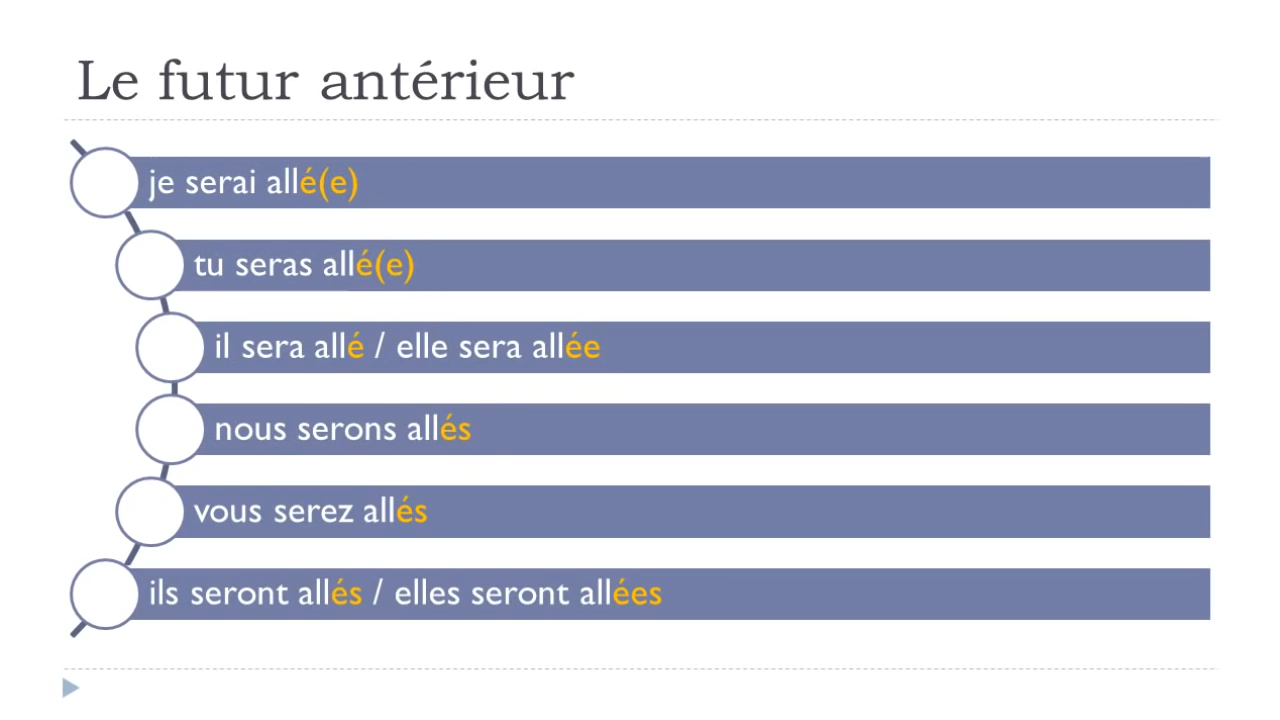 Le futur antérieur
je serai allé(e)
tu seras allé(e)
il sera allé / elle sera allée
nous serons allés
vous serez allés
ils seront allés / elles seront allées